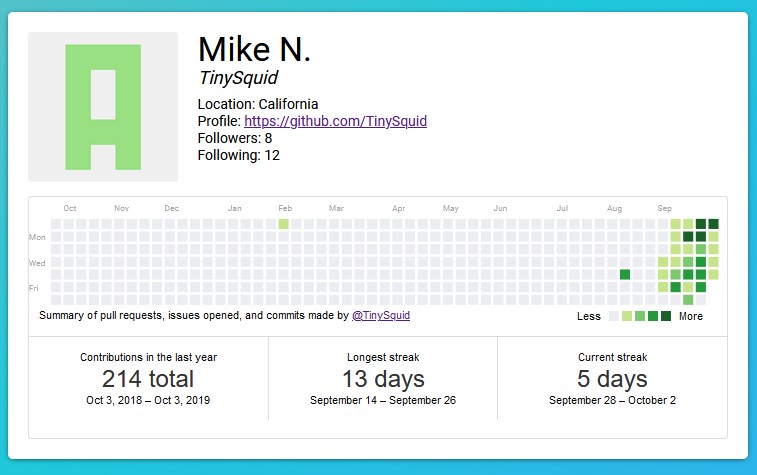 Mike N.
TinySquid
Location: California
Profile: https://github.com/TinySquid
Followers: 8
Following: 12
Oct Nov Dec Jan Feb Mar Apr May Jun Jul Aug Sep
Mon
Wed
Fri
Summary of pull requests, issues opened, and commits made by @TinySquid
Less More
Contributions in the last year
214 total
Oct 3, 2018 – Oct 3, 2019
Longest streak
13 days
September 14 – September 26
Current streak
5 days
September 28 – October 2